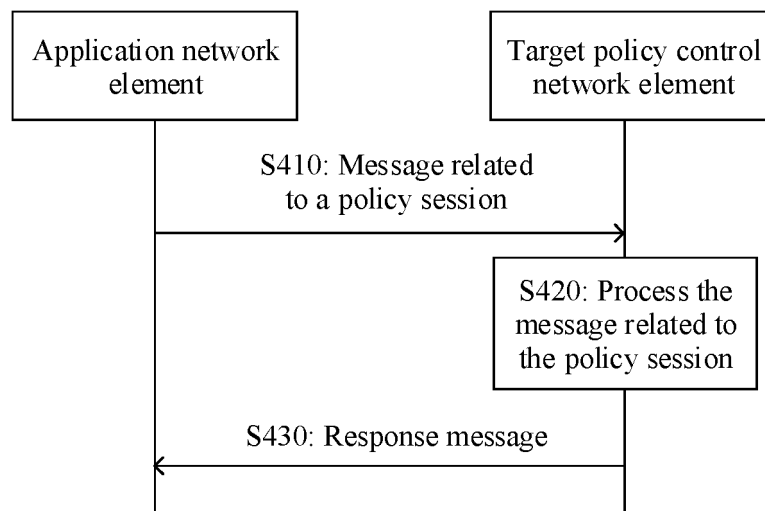 Application network
element
Target policy control
network element
S410: Message related
to a policy session
S420: Process the
message related to
the policy session
S430: Response message